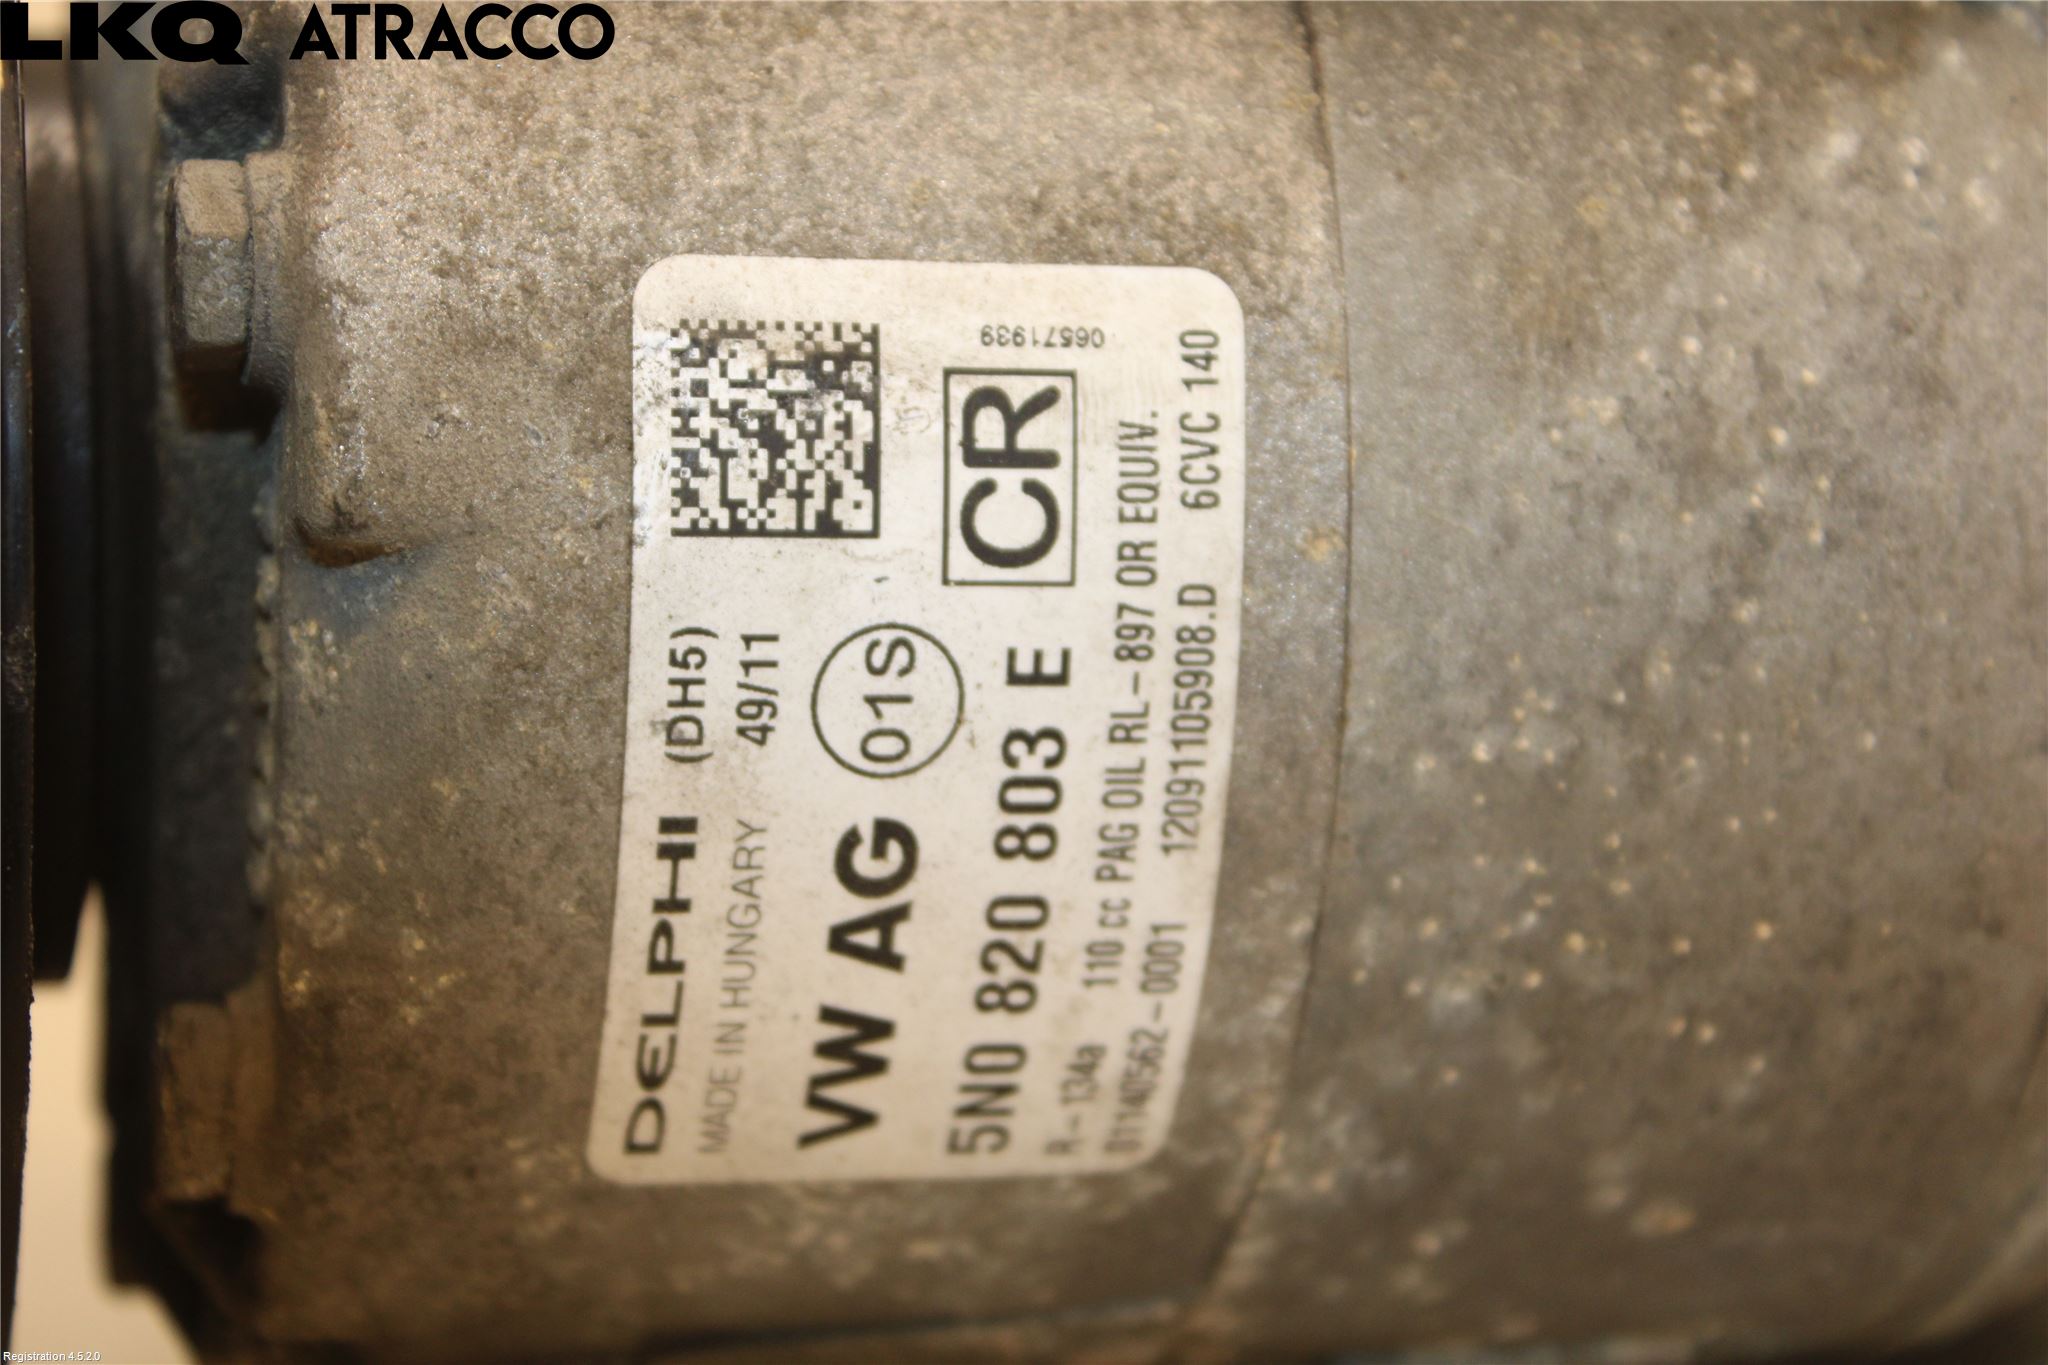 LKQ ATRACCO
DELPHI (DH5)
MADE IN HUNGARY 49/11
VW AG 01S
5N0 820 803 E CR
06571939
R-134a 110 cc PAG OIL RL-897 OR EQUIV.
01140562-0001 12091105908.D 6CVC 140
Registration 4.5.2.0